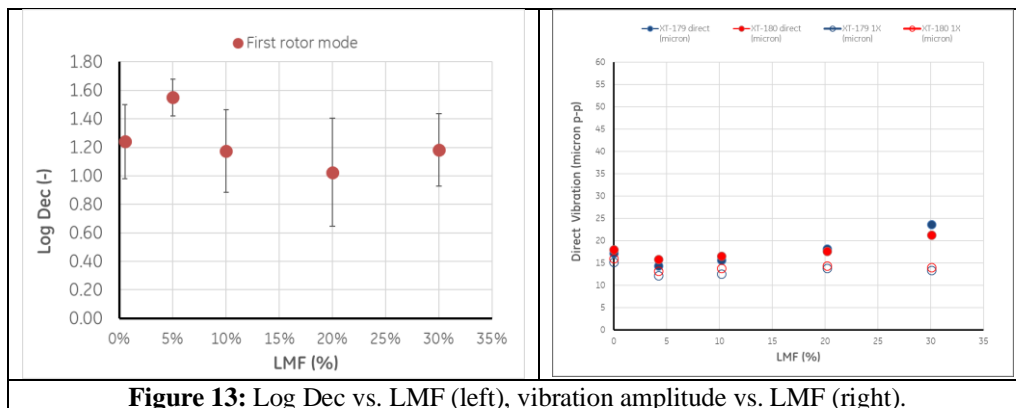 First rotor mode
1.80
1.60
1.40
1.20
1.00
0.80
0.60
0.40
0.20
0.00
Log Dec (-)
0% 5% 10% 15% 20% 25% 30% 35%
LMF (%)
XT-179 direct (micron) XT-180 direct (micron) XT-179 1X (micron) XT-180 1X (micron)
60
55
50
45
40
35
30
25
20
15
10
5
0
Direct Vibration (micron p-p)
0 5 10 15 20 25 30 35
LMF (%)
Figure 13: Log Dec vs. LMF (left), vibration amplitude vs. LMF (right).